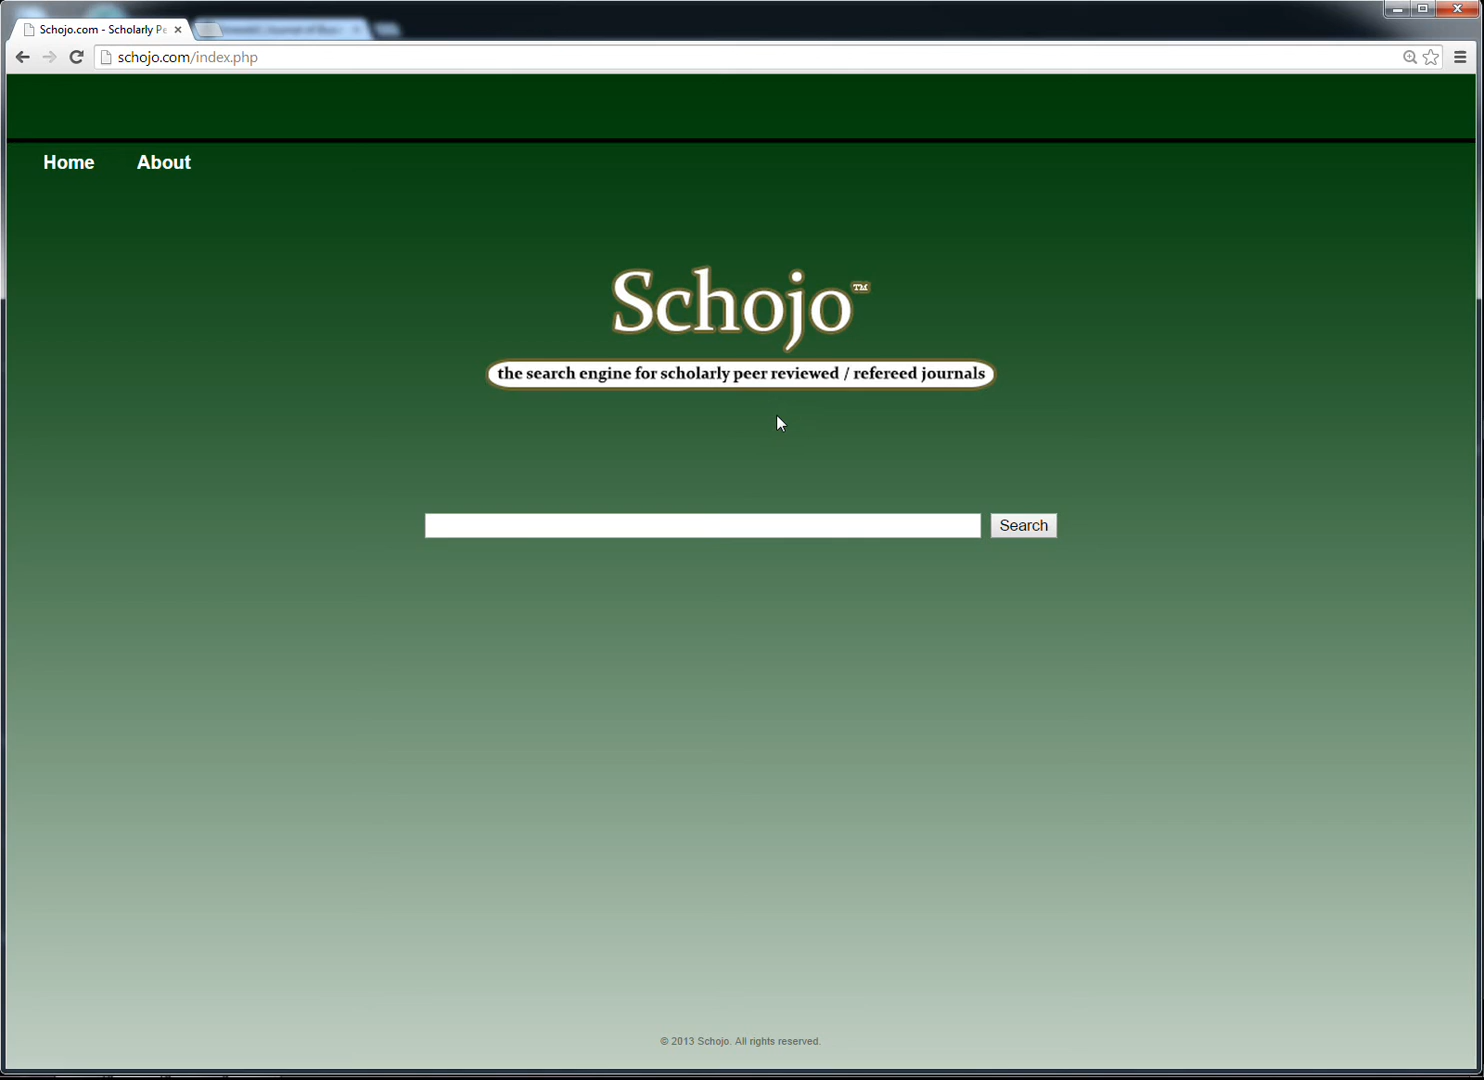 Schojo.com - Scholarly Pe
schojo.com/index.php
Home About
Schojo™
the search engine for scholarly peer reviewed / refereed journals
Search
© 2013 Schojo. All rights reserved.